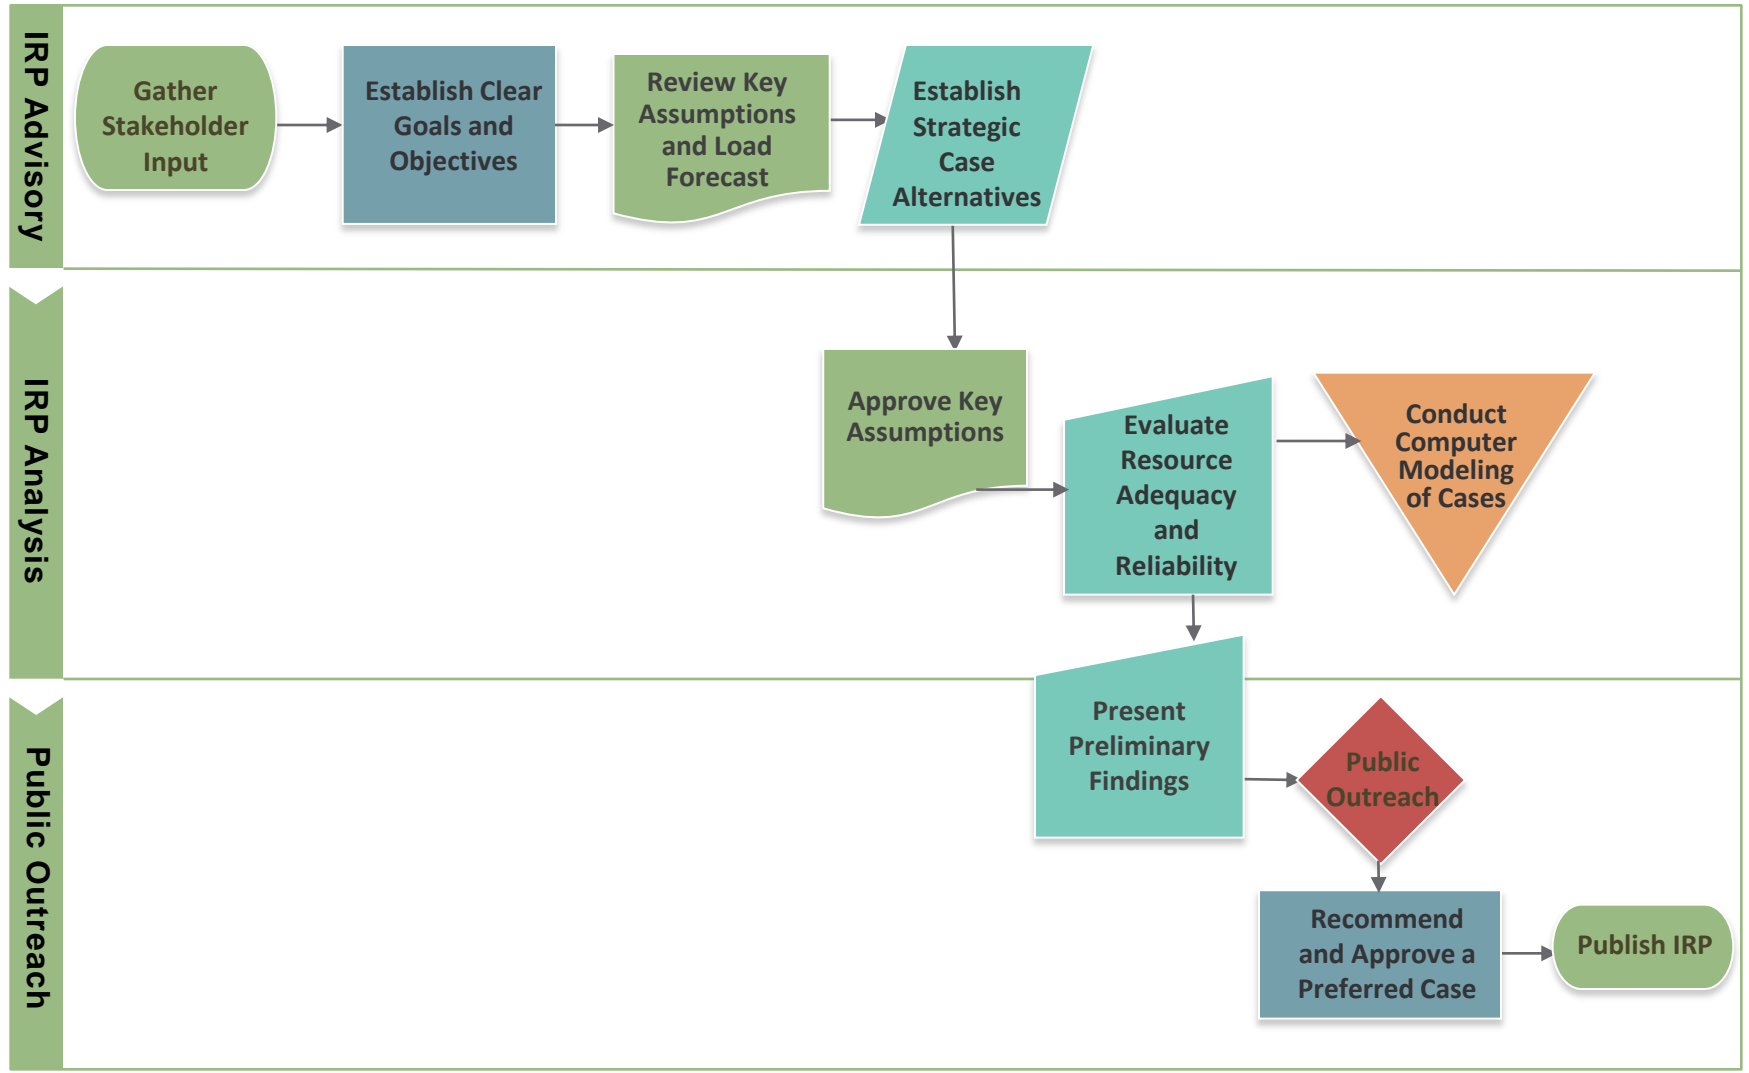 IRP Advisory
Gather
Stakeholder
Input
Establish Clear
Goals and
Objectives
Review Key
Assumptions
and Load
Forecast
Establish
Strategic
Case
Alternatives
IRP Analysis
Approve Key
Assumptions
Evaluate
Resource
Adequacy
and
Reliability
Conduct
Computer
Modeling
of Cases
Public Outreach
Present
Preliminary
Findings
Public
Outreach
Recommend
and Approve a
Preferred Case
Publish IRP